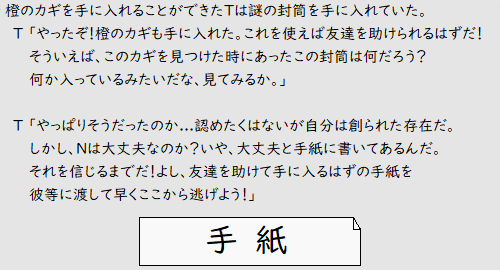 橙のカギを手に入れることができたTは謎の封筒を手に入れていた。
T「やったぞ!橙のカギも手に入れた。これを使えば友達を助けられるはずだ!
そういえば、このカギを見つけた時にあったこの封筒は何だろう?
何か入っているみたいだな、見てみるか。」
T「やっぱりそうだったのか...認めたくはないが自分は創られた存在だ。
しかし、Nは大丈夫なのか?いや、大丈夫と手紙に書いてあるんだ。
それを信じるまでだ!よし、友達を助けて手に入るはずの手紙を
彼等に渡して早くここから逃げよう!」
手 紙